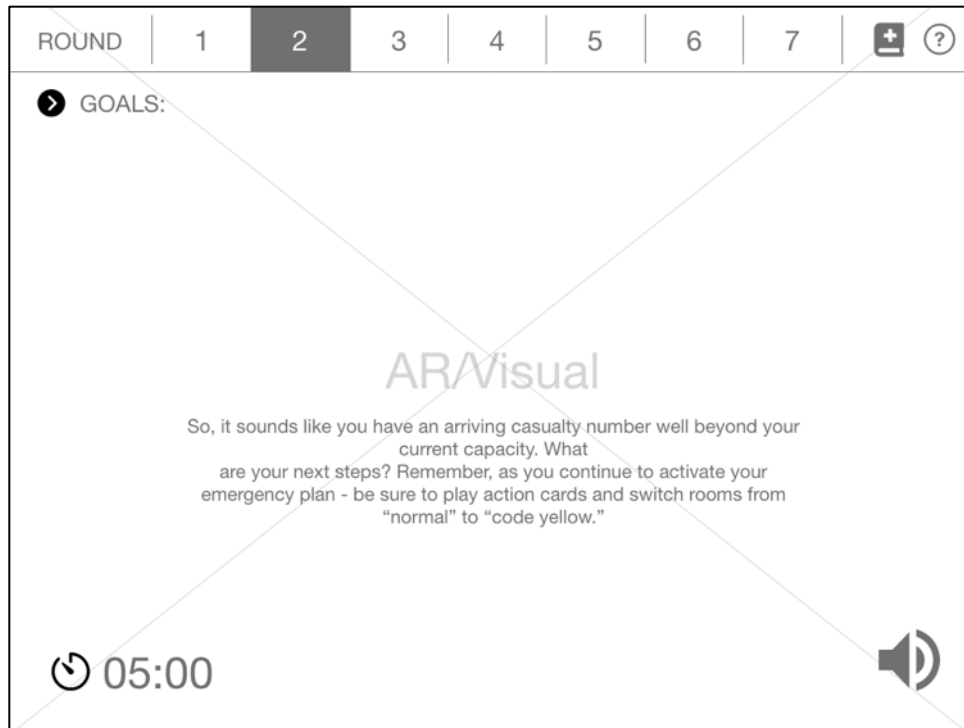 ROUND 1 2 3 4 5 6 7 ?
GOALS:
AR/Visual
So, it sounds like you have an arriving casualty number well beyond your
current capacity. What
are your next steps? Remember, as you continue to activate your
emergency plan - be sure to play action cards and switch rooms from
“normal” to “code yellow.”
05:00